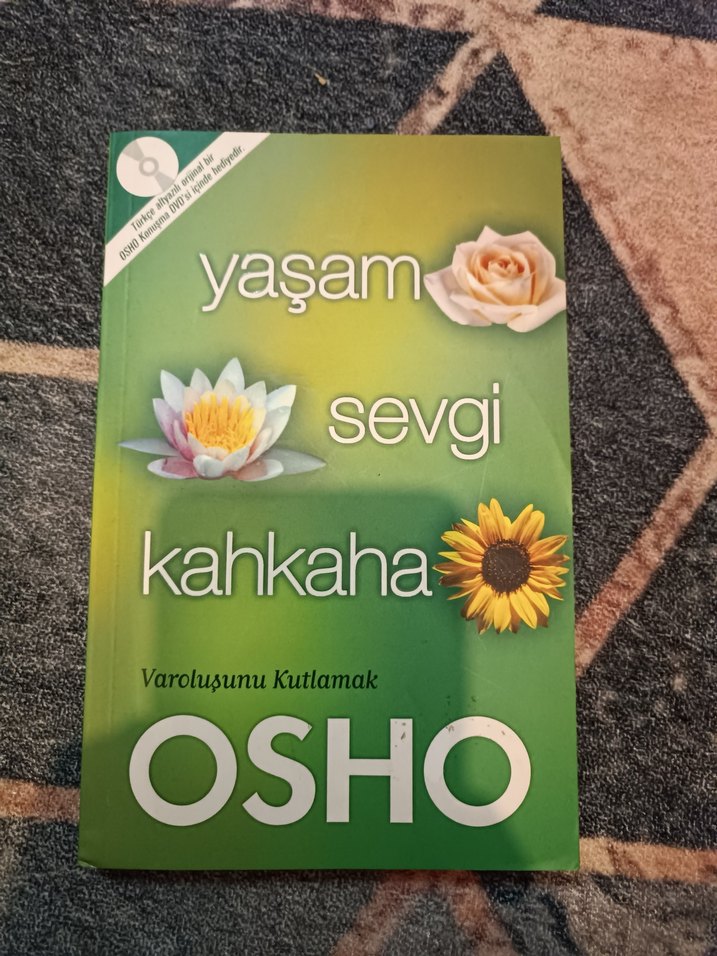 Türkçe altyazılı orijinal bir
OSHO Konuşma DVD'si içinde hediyedir.
yaşam
sevgi
kahkaha
Varoluşunu Kutlamak
OSHO